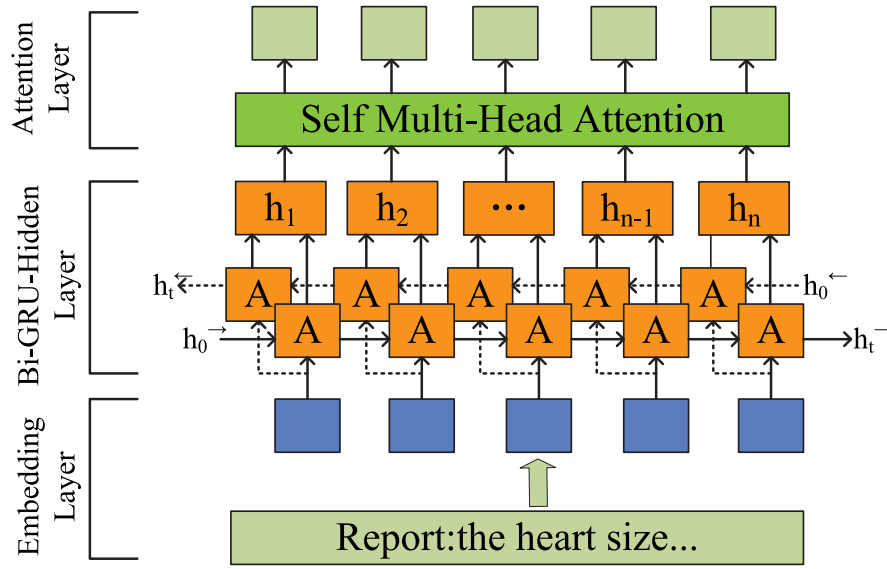 Attention
Layer
Self Multi-Head Attention
Bi-GRU-Hidden
Layer
h1 h2 ... hn-1 hn
ht← A A A A A h0←
h0→ A A A A A ht−
Embedding
Layer
Report:the heart size...